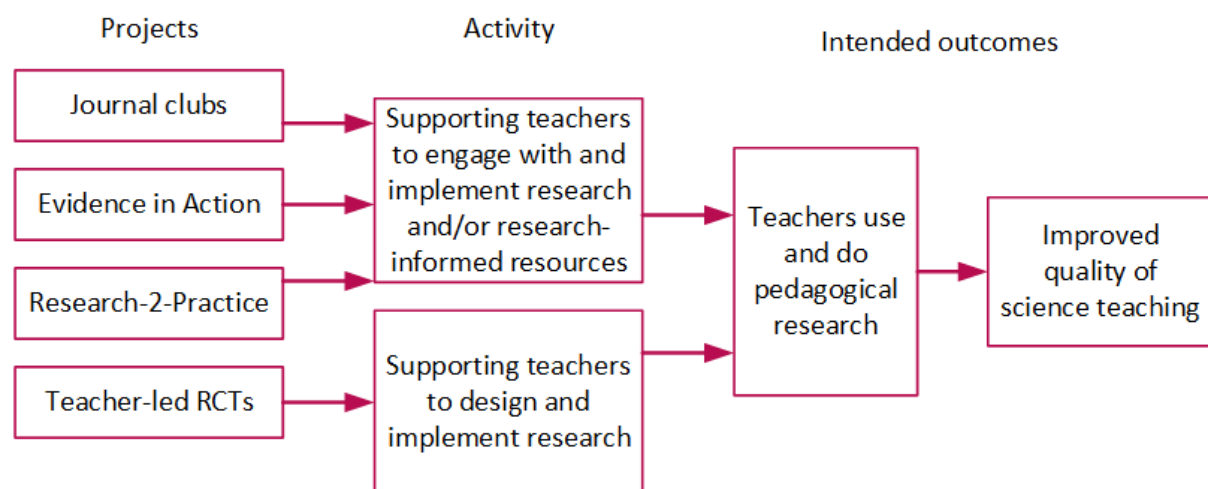 Projects
Activity
Intended outcomes
Journal clubs
Evidence in Action
Research-2-Practice
Teacher-led RCTs
Supporting teachers
to engage with and
implement research
and/or research-
informed resources
Supporting teachers
to design and
implement research
Teachers use
and do
pedagogical
research
Improved
quality of
science teaching